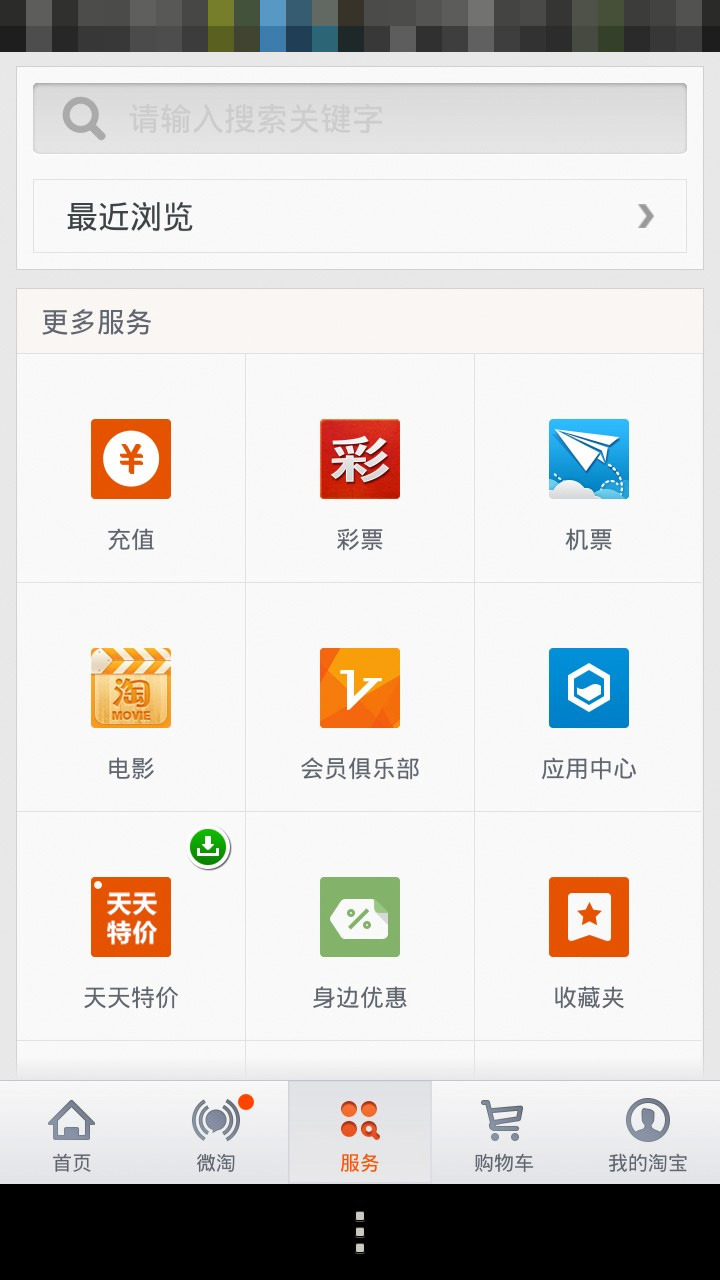 请输入搜索关键字
最近浏览
更多服务
¥
彩
充值
彩票
机票
淘
MOVIE
V
电影
会员俱乐部
应用中心
天天
特价
%
天天特价
身边优惠
收藏夹
首页
微淘
服务
购物车
我的淘宝